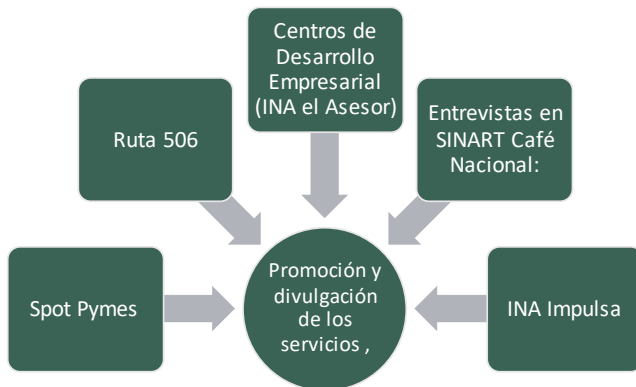 Centros de
Desarrollo
Empresarial
(INA el Asesor)
Ruta 506
Entrevistas en
SINART Café
Nacional:
Spot Pymes
Promoción y
divulgación
de los
servicios ,
INA Impulsa